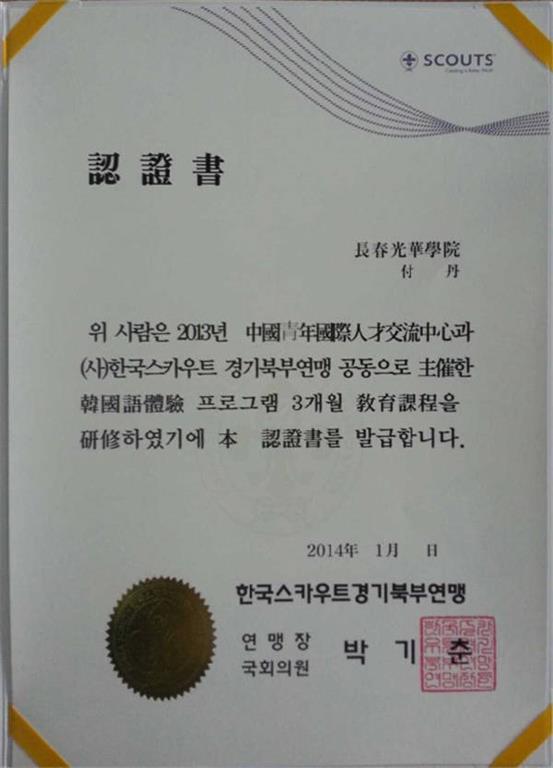 SCOUTS
Creating a Better World
認證書
長春光華學院
付 丹
위 사람은 2013년 中國青年國際人才交流中心과
(사)한국스카우트 경기북부연맹 공동으로 主催한
韓國語體驗 프로그램 3개월 敎育課程을
硏修하였기에 本 認證書를 발급합니다.
2014年 1月 日
한국스카우트경기북부연맹
연맹장
국회의원
박기춘